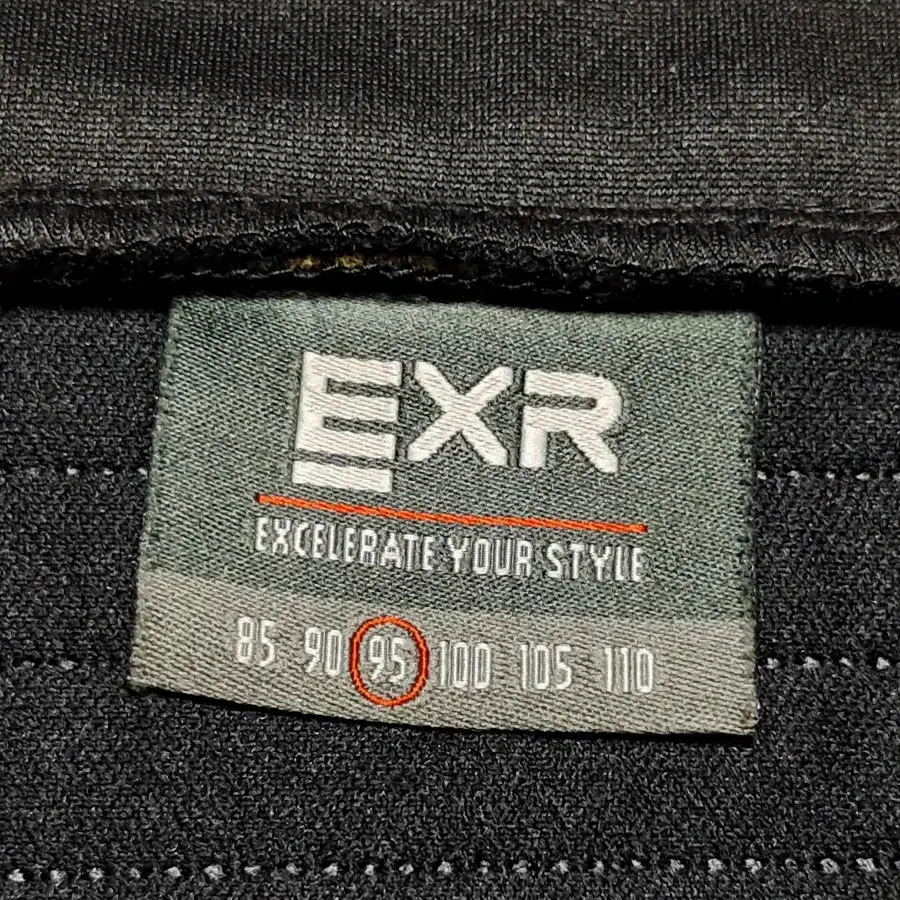 EXR
EXCELERATE YOUR STYLE
85 90 95 100 105 110